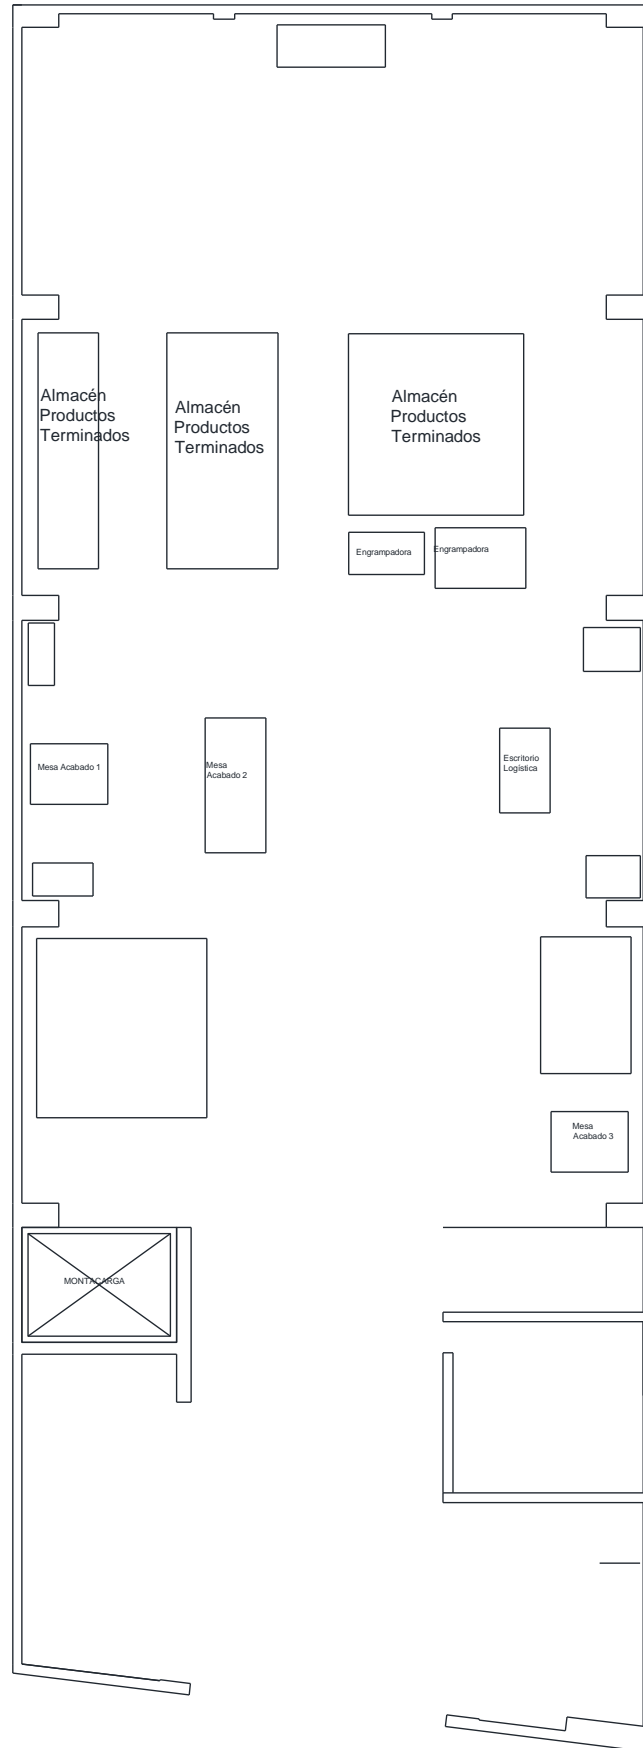 Almacén
Productos
Terminados
Almacén
Productos
Terminados
Almacén
Productos
Terminados
Engrampadora
Engrampadora
Mesa Acabado 1
Mesa
Acabado 2
Escritorio
Logística
Mesa
Acabado 3
MONTACARGA